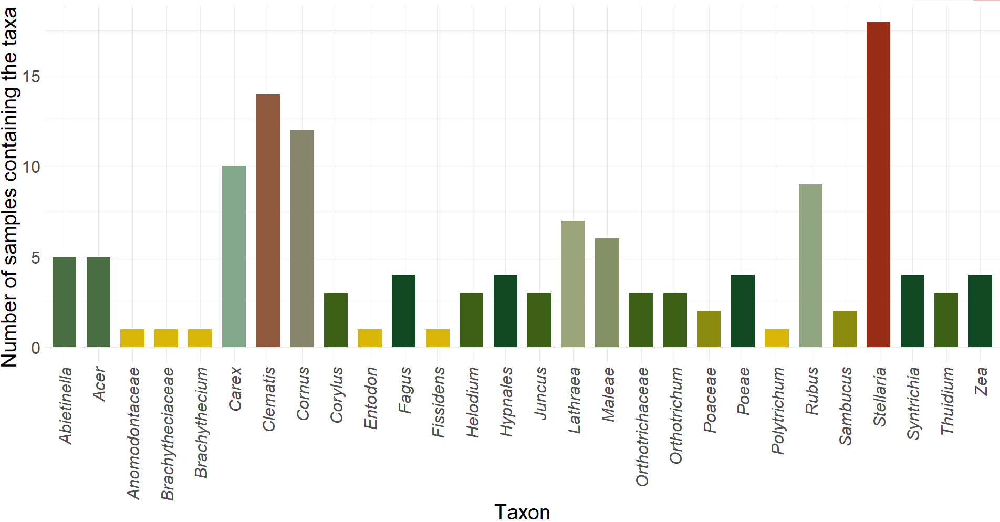 Number of samples containing the taxa
15
10
5
0
Abietinella
Acer
Anomodontaceae
Brachytheciaceae
Brachythecium
Carex
Clematis
Cornus
Corylus
Entodon
Fagus
Fissidens
Helodium
Hypnales
Juncus
Lathraea
Maleae
Orthotrichaceae
Orthotrichum
Poaceae
Poeae
Polytrichum
Rubus
Sambucus
Stellaria
Syntrichia
Thuidium
Zea
Taxon